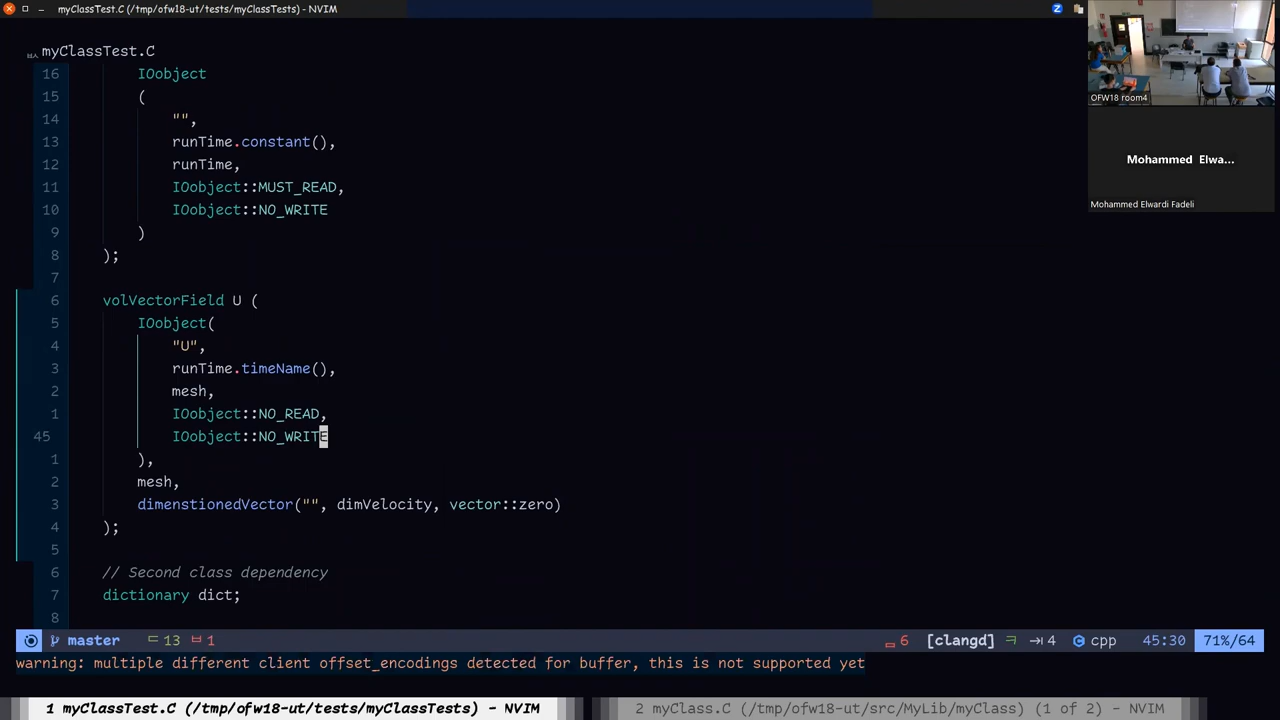 myClassTest.C (/tmp/ofw18-ut/tests/myClassTests) - NVIM
myClassTest.C
16 IOobject
15 (
14 "",
13 runTime.constant(),
12 runTime,
11 IOobject::MUST_READ,
10 IOobject::NO_WRITE
9 )
8 );
7
6 volVectorField U (
5 IOobject(
4 "U",
3 runTime.timeName(),
2 mesh,
1 IOobject::NO_READ,
45 IOobject::NO_WRITE
1 ),
2 mesh,
3 dimenstionedVector("", dimVelocity, vector::zero)
4 );
5
6 // Second class dependency
7 dictionary dict;
8
master 13 1 6 [clangd] 4 cpp 45:30 71%/64
warning: multiple different client offset_encodings detected for buffer, this is not supported yet
1 myClassTest.C (/tmp/ofw18-ut/tests/myClassTests) - NVIM 2 myClass.C (/tmp/ofw18-ut/src/MyLib/myClass) (1 of 2) - NVIM
OFW18 room4
Mohammed Elwa...
Mohammed Elwardi Fadeli